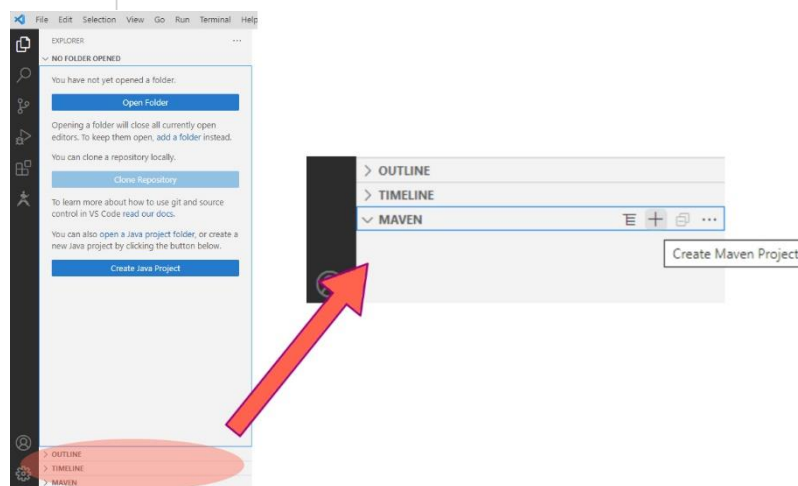 File Edit Selection View Go Run Terminal Help
EXPLORER
NO FOLDER OPENED
You have not yet opened a folder.
Open Folder
Opening a folder will close all currently open
editors. To keep them open, add a folder instead.
You can clone a repository locally.
Clone Repository
To learn more about how to use git and source
control in VS Code read our docs.
You can also open a Java project folder, or create a
new Java project by clicking the button below.
Create Java Project
OUTLINE
TIMELINE
MAVEN
OUTLINE
TIMELINE
MAVEN
Create Maven Project